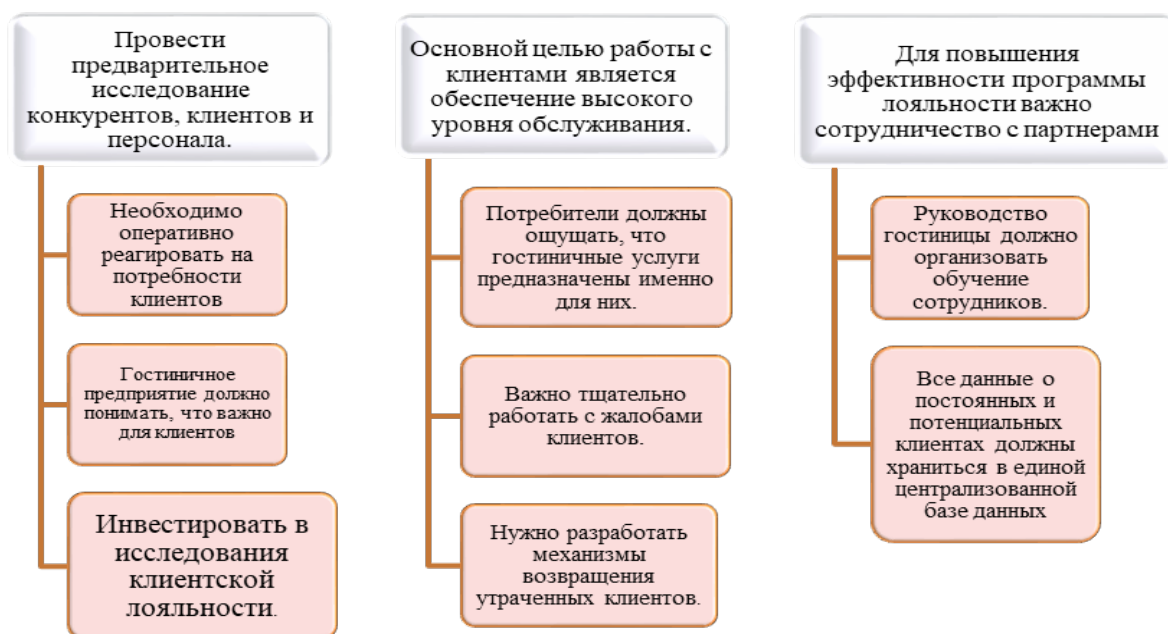 Провести
предварительное
исследование
конкурентов, клиентов и
персонала.
Необходимо
оперативно
реагировать на
потребности
клиентов
Гостиничное
предприятие должно
понимать, что важно
для клиентов
Инвестировать в
исследования
клиентской
лояльности.
Основной целью работы с
клиентами является
обеспечение высокого
уровня обслуживания.
Потребители должны
ощущать, что
гостиничные услуги
предназначены именно
для них.
Важно тщательно
работать с жалобами
клиентов.
Нужно разработать
механизмы
возвращения
утраченных клиентов.
Для повышения
эффективности программы
лояльности важно
сотрудничество с партнерами
Руководство
гостиницы должно
организовать
обучение
сотрудников.
Все данные о
постоянных и
потенциальных
клиентах должны
храниться в единой
централизованной
базе данных